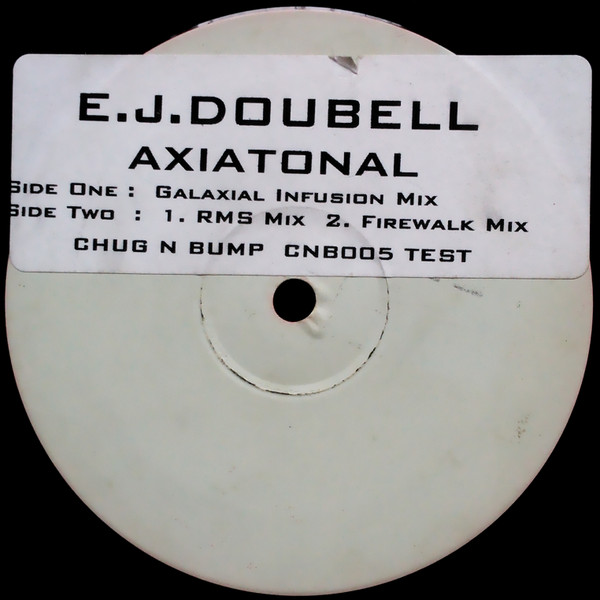 E.J.DOUBELL
AXIATONAL
SIDE ONE : GALAXIAL INFUSION MIX
SIDE TWO : 1. RMS MIX 2. FIREWALK MIX
CHUG N BUMP CNB005 TEST